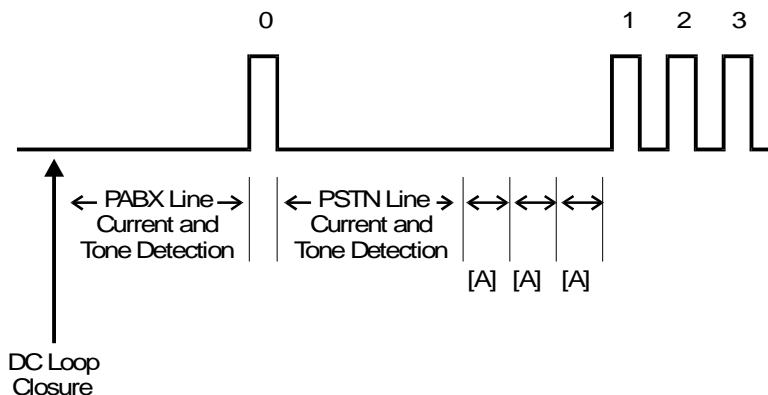 0 1 2 3
PABX Line PSTN Line
Current and Current and
Tone Detection Tone Detection
[A] [A] [A]
DC Loop
Closure